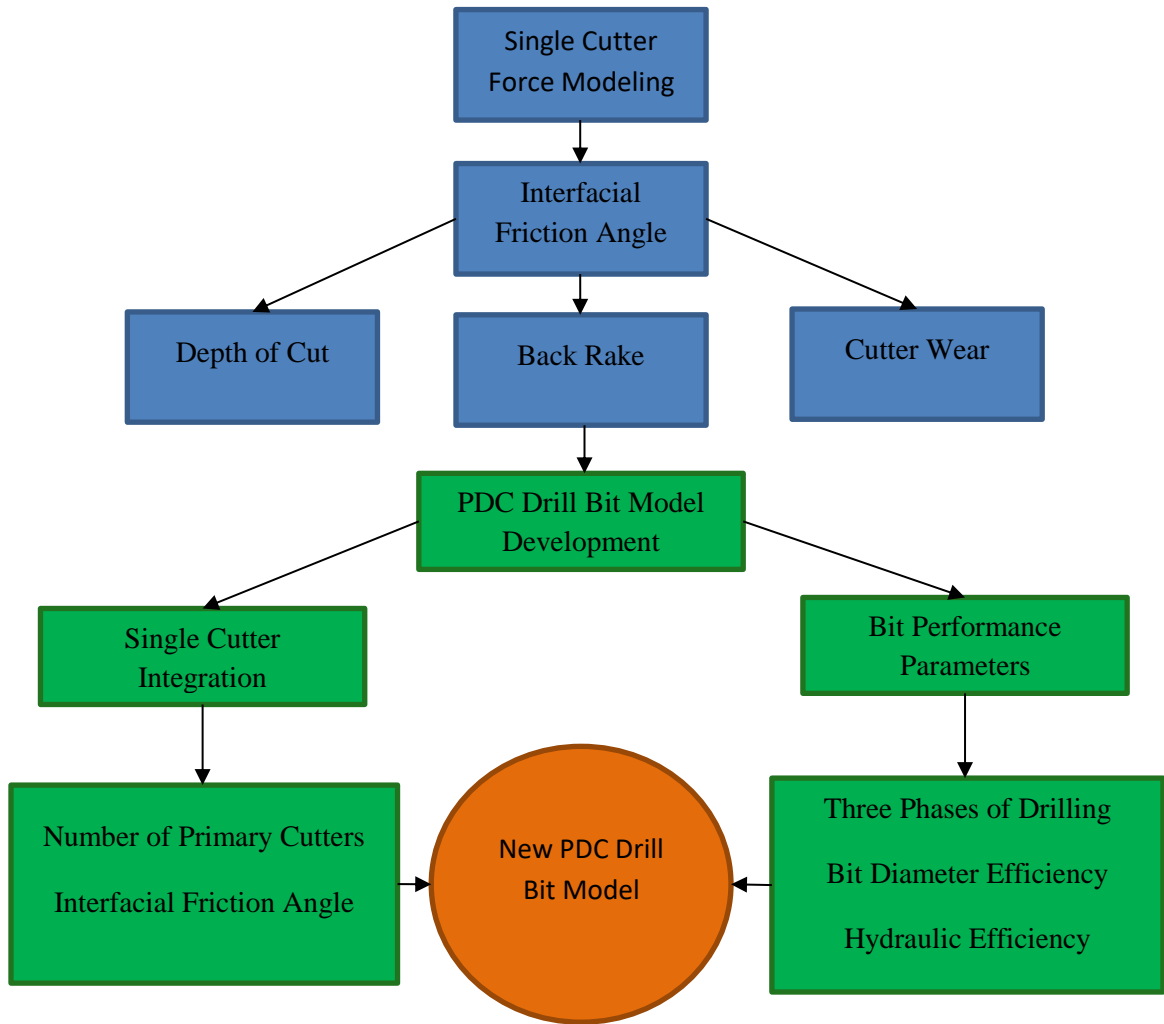 Single Cutter
Force Modeling
Interfacial
Friction Angle
Depth of Cut
Back Rake
Cutter Wear
PDC Drill Bit Model
Development
Single Cutter
Integration
Bit Performance
Parameters
Number of Primary Cutters
Interfacial Friction Angle
New PDC Drill
Bit Model
Three Phases of Drilling
Bit Diameter Efficiency
Hydraulic Efficiency